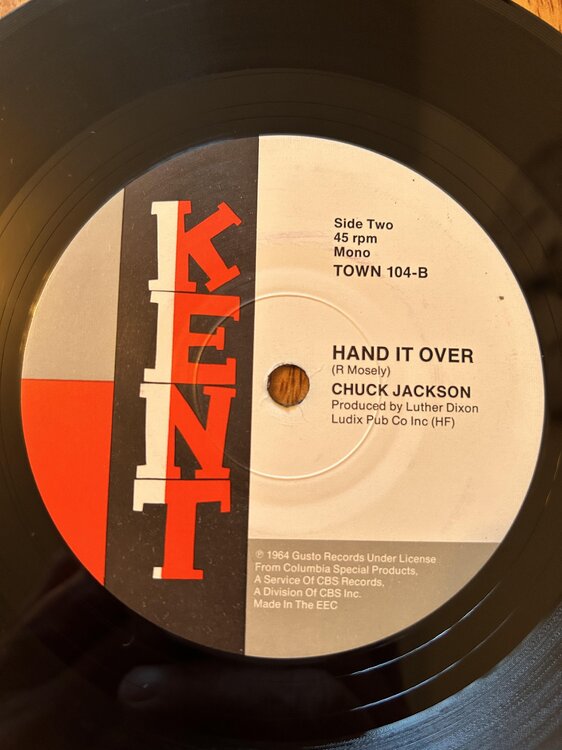 KENT
Side Two
45 rpm
Mono
TOWN 104-B
HAND IT OVER
(R Mosely)
CHUCK JACKSON
Produced by Luther Dixon
Ludix Pub Co Inc (HF)
℗ 1964 Gusto Records Under License
From Columbia Special Products,
A Service Of CBS Records,
A Division Of CBS Inc.
Made In The EEC